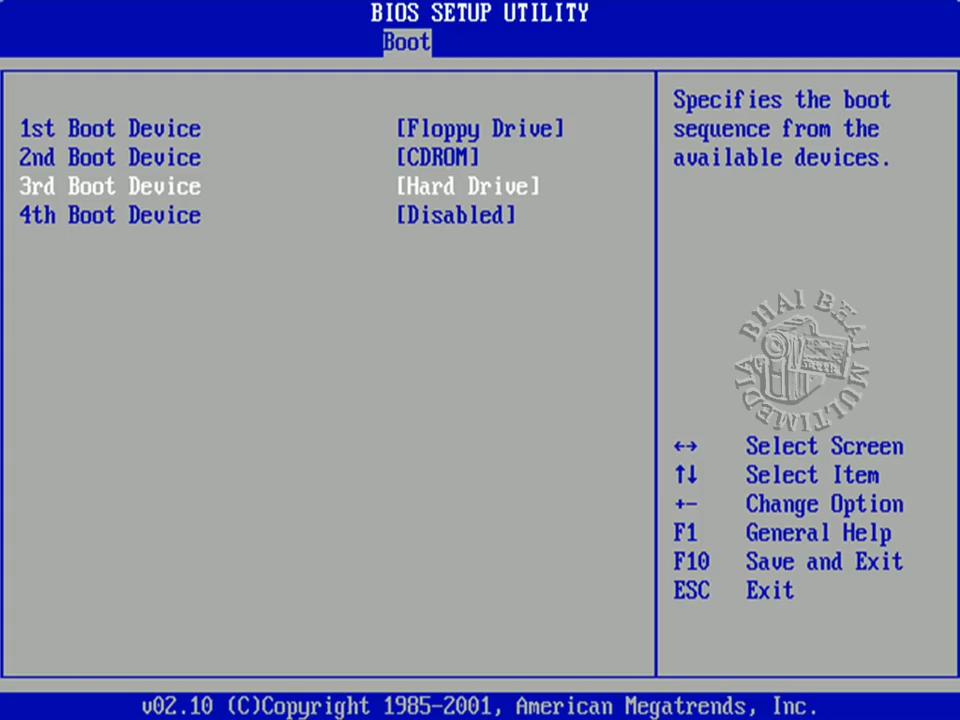 BIOS SETUP UTILITY
Boot
1st Boot Device [Floppy Drive]
2nd Boot Device [CDROM]
3rd Boot Device [Hard Drive]
4th Boot Device [Disabled]
Specifies the boot
sequence from the
available devices.
BHAI BHAI MULTIMEDIA
←→ Select Screen
↑↓ Select Item
+- Change Option
F1 General Help
F10 Save and Exit
ESC Exit
v02.10 (C)Copyright 1985-2001, American Megatrends, Inc.